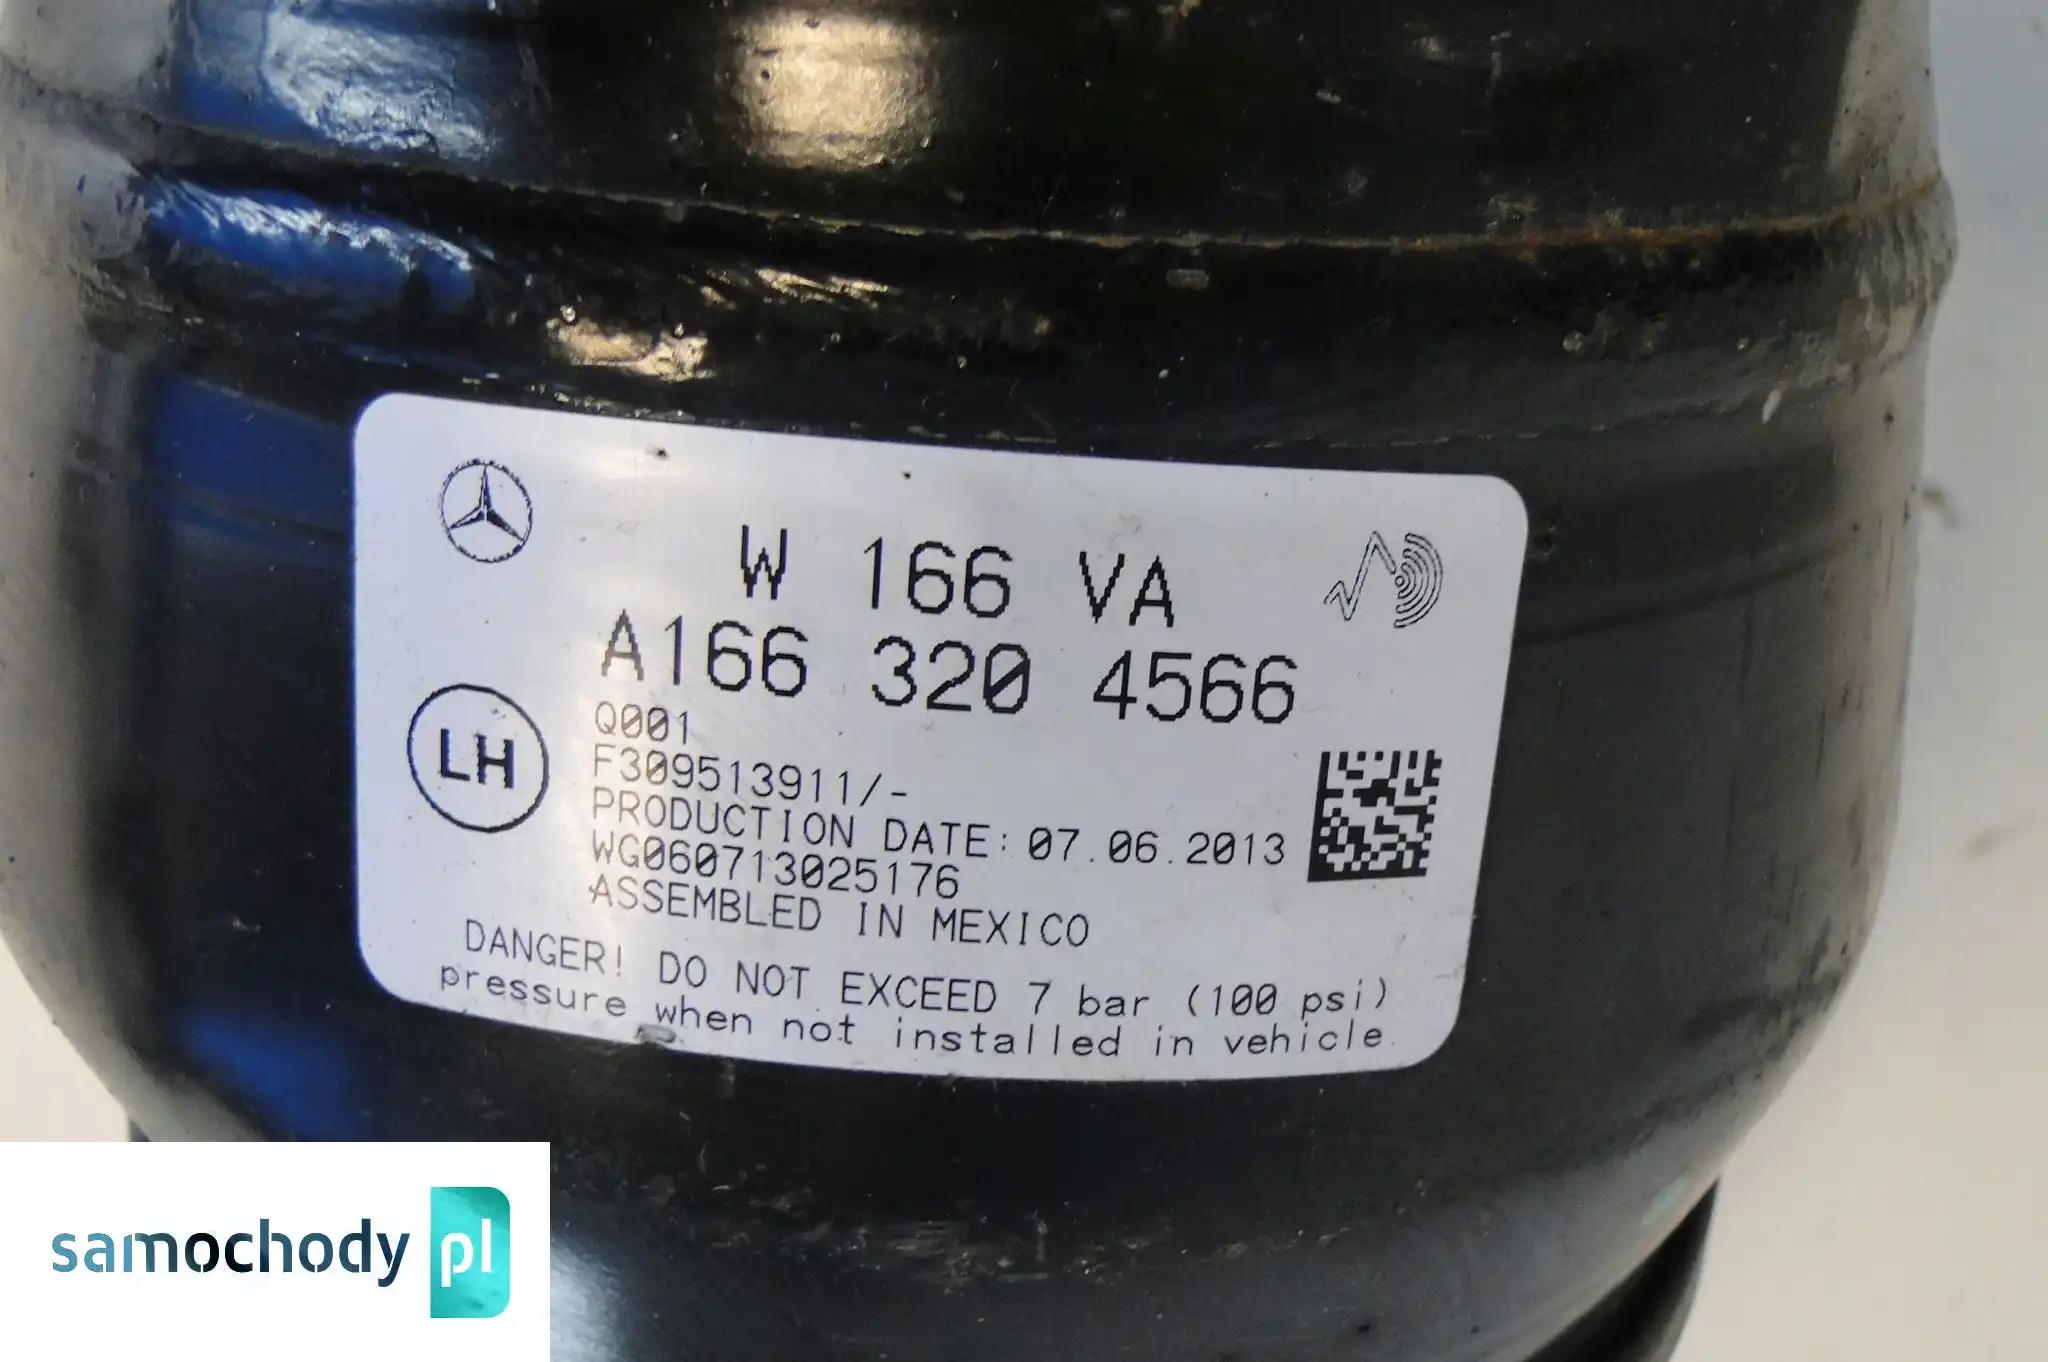 W 166 VA
A166 320 4566
Q001
F309513911/-
PRODUCTION DATE: 07.06.2013
WG060713025176
ASSEMBLED IN MEXICO
LH
DANGER! DO NOT EXCEED 7 bar (100 psi)
pressure when not installed in vehicle.
samochody pl